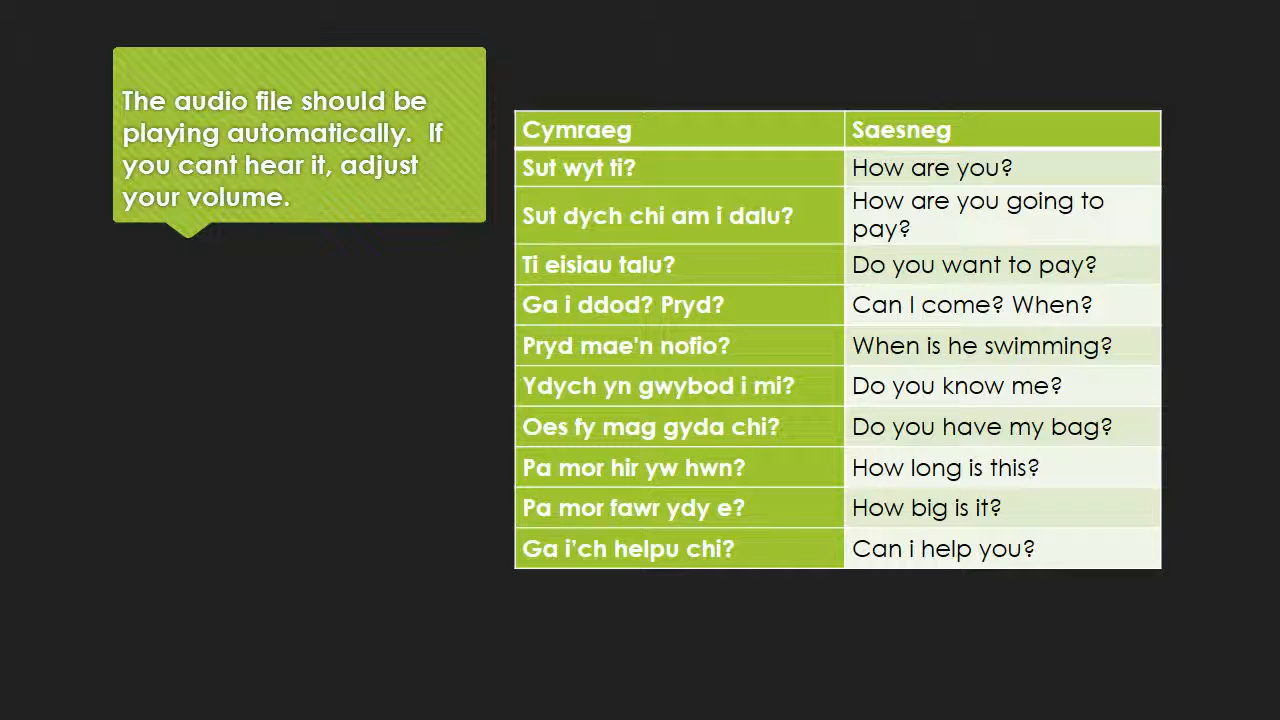 The audio file should be
playing automatically.  If
you cant hear it, adjust
your volume.
Cymraeg Saesneg
Sut wyt ti? How are you?
Sut dych chi am i dalu? How are you going to
pay?
Ti eisiau talu? Do you want to pay?
Ga i ddod? Pryd? Can I come? When?
Pryd mae'n nofio? When is he swimming?
Ydych yn gwybod i mi? Do you know me?
Oes fy mag gyda chi? Do you have my bag?
Pa mor hir yw hwn? How long is this?
Pa mor fawr ydy e? How big is it?
Ga i’ch helpu chi? Can i help you?